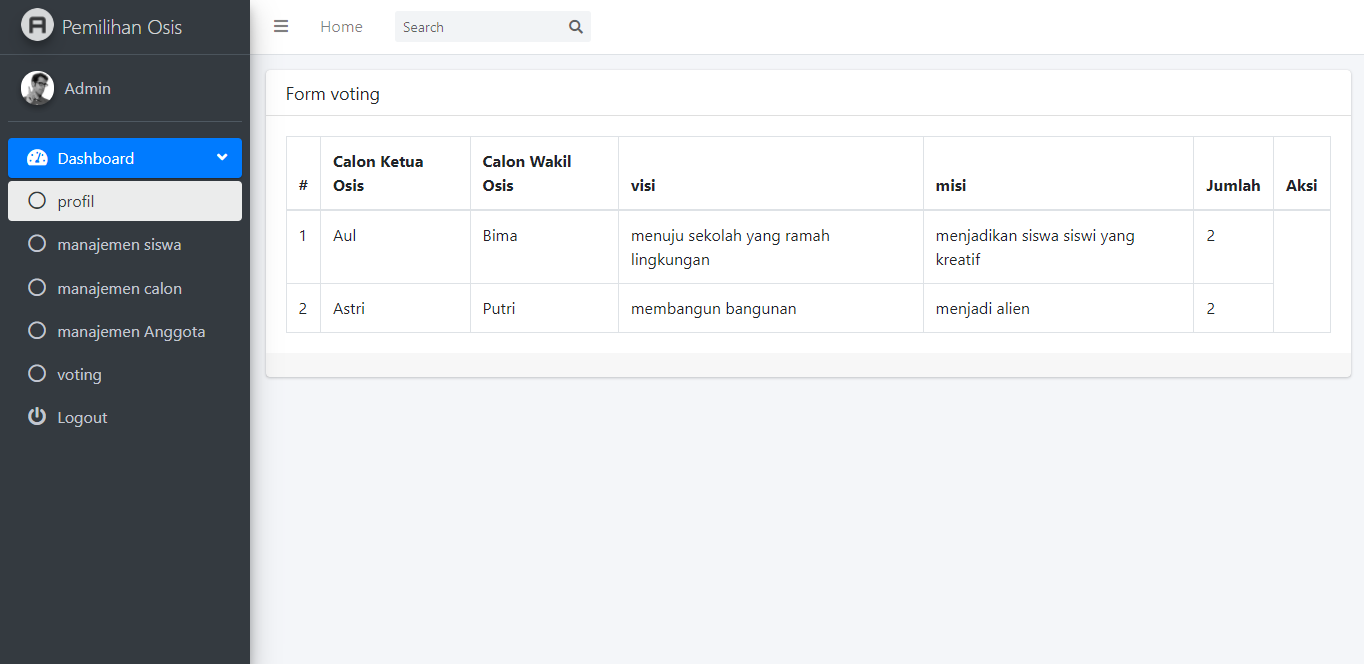 Pemilihan Osis
Home
Search
Admin
Dashboard
profil
manajemen siswa
manajemen calon
manajemen Anggota
voting
Logout
Form voting
# Calon Ketua Osis Calon Wakil Osis visi misi Jumlah Aksi
1 Aul Bima menuju sekolah yang ramah lingkungan menjadikan siswa siswi yang kreatif 2
2 Astri Putri membangun bangunan menjadi alien 2